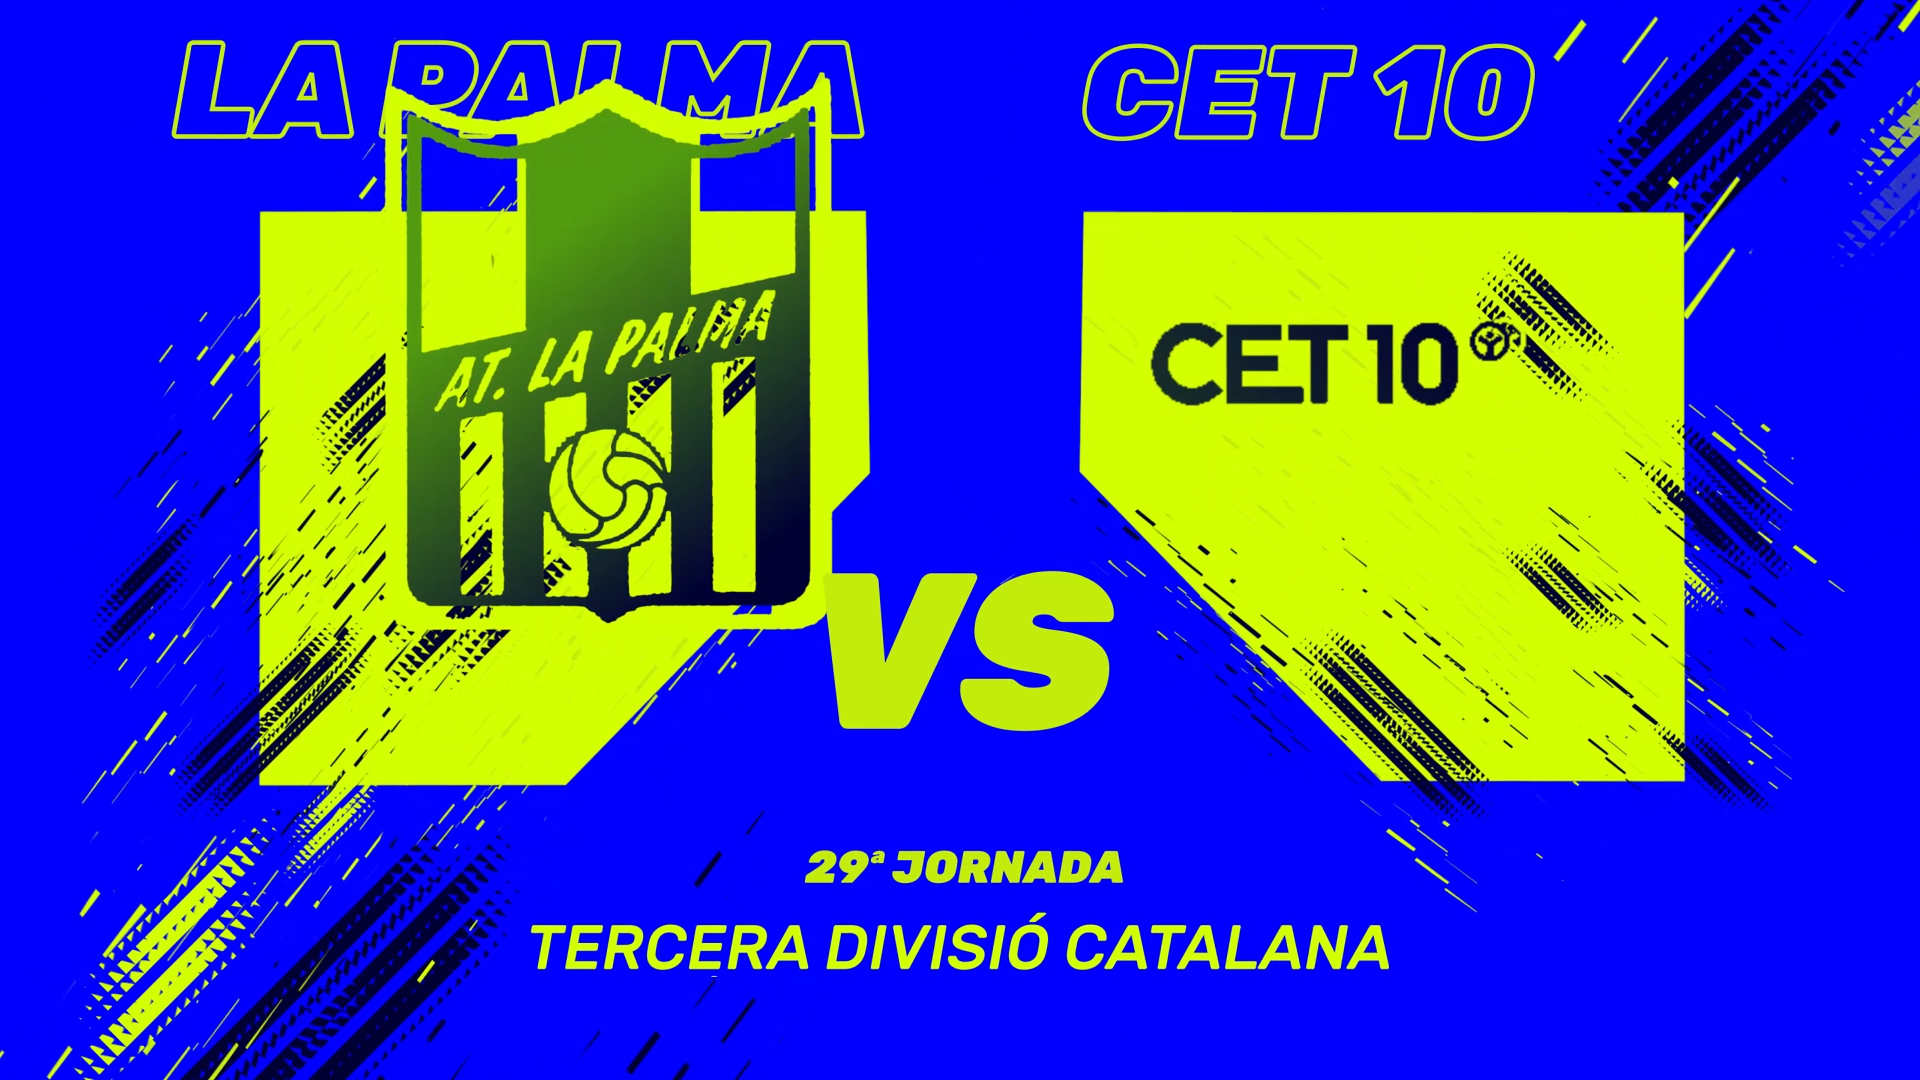 LA PALMA
CET 10
AT. LA PALMA
CET 10
VS
29ª JORNADA
TERCERA DIVISIÓ CATALANA